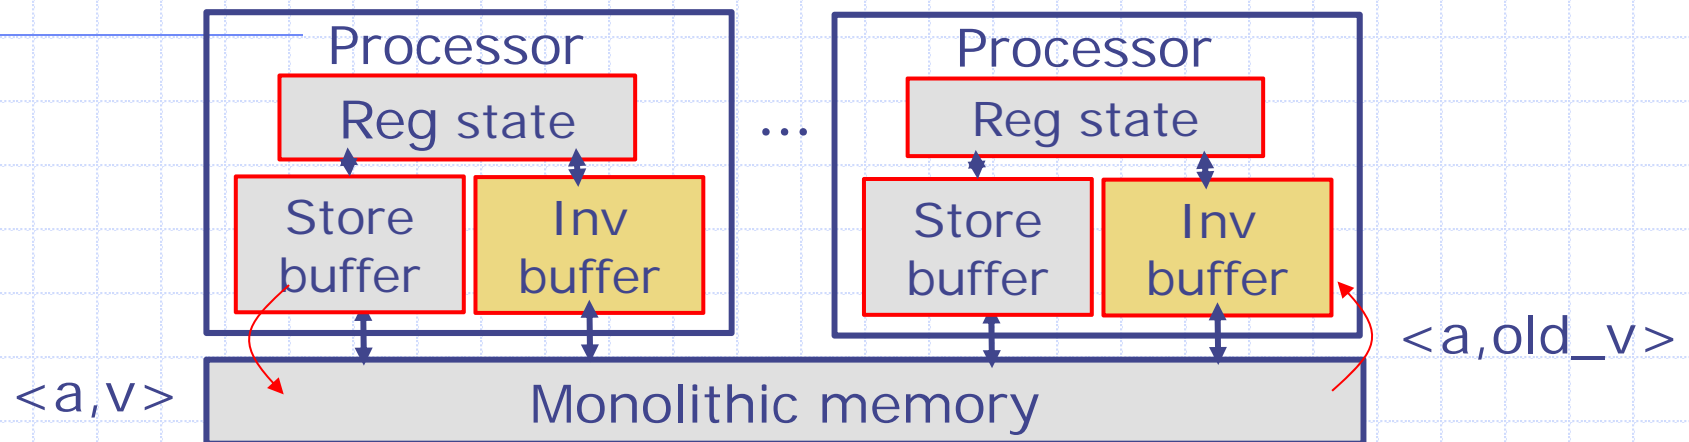 Processor
Reg state
Store
buffer
Inv
buffer
...
Processor
Reg state
Store
buffer
Inv
buffer
<a,v>
<a,old_v>
Monolithic memory